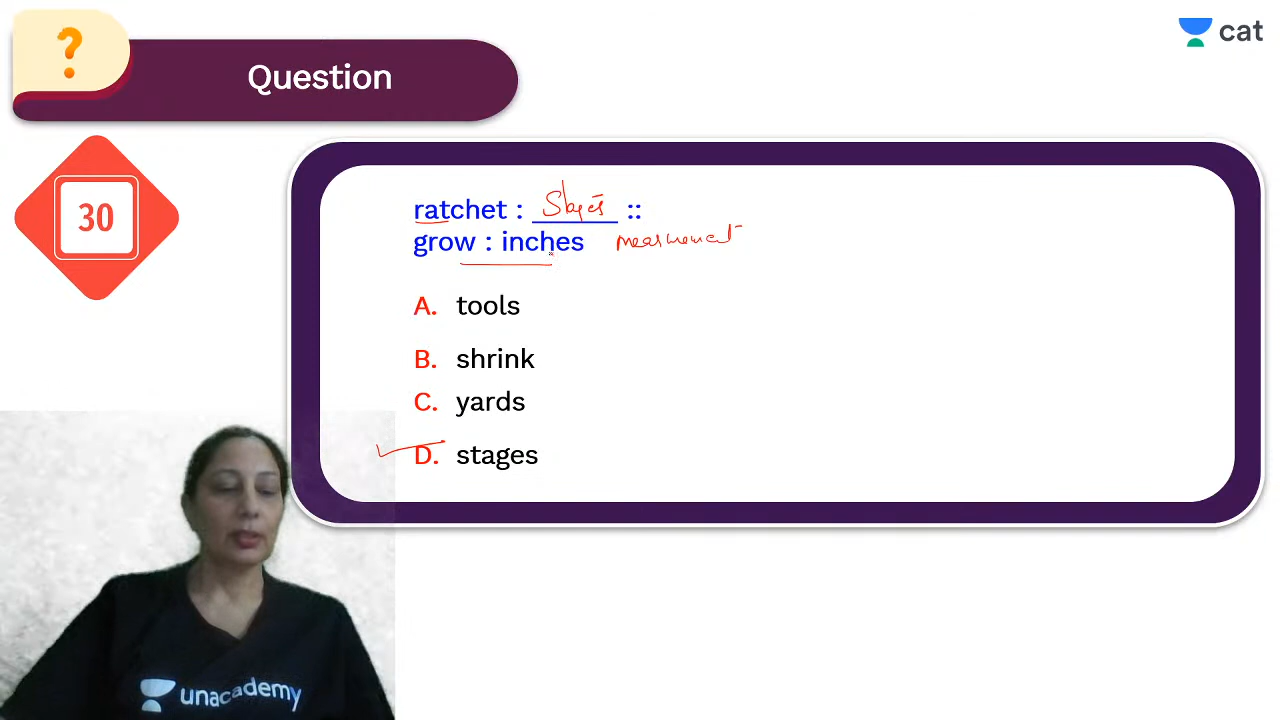 ?
Question
cat
30
ratchet : Stages ::
grow : inches measurement
A. tools
B. shrink
C. yards
D. stages
unacademy